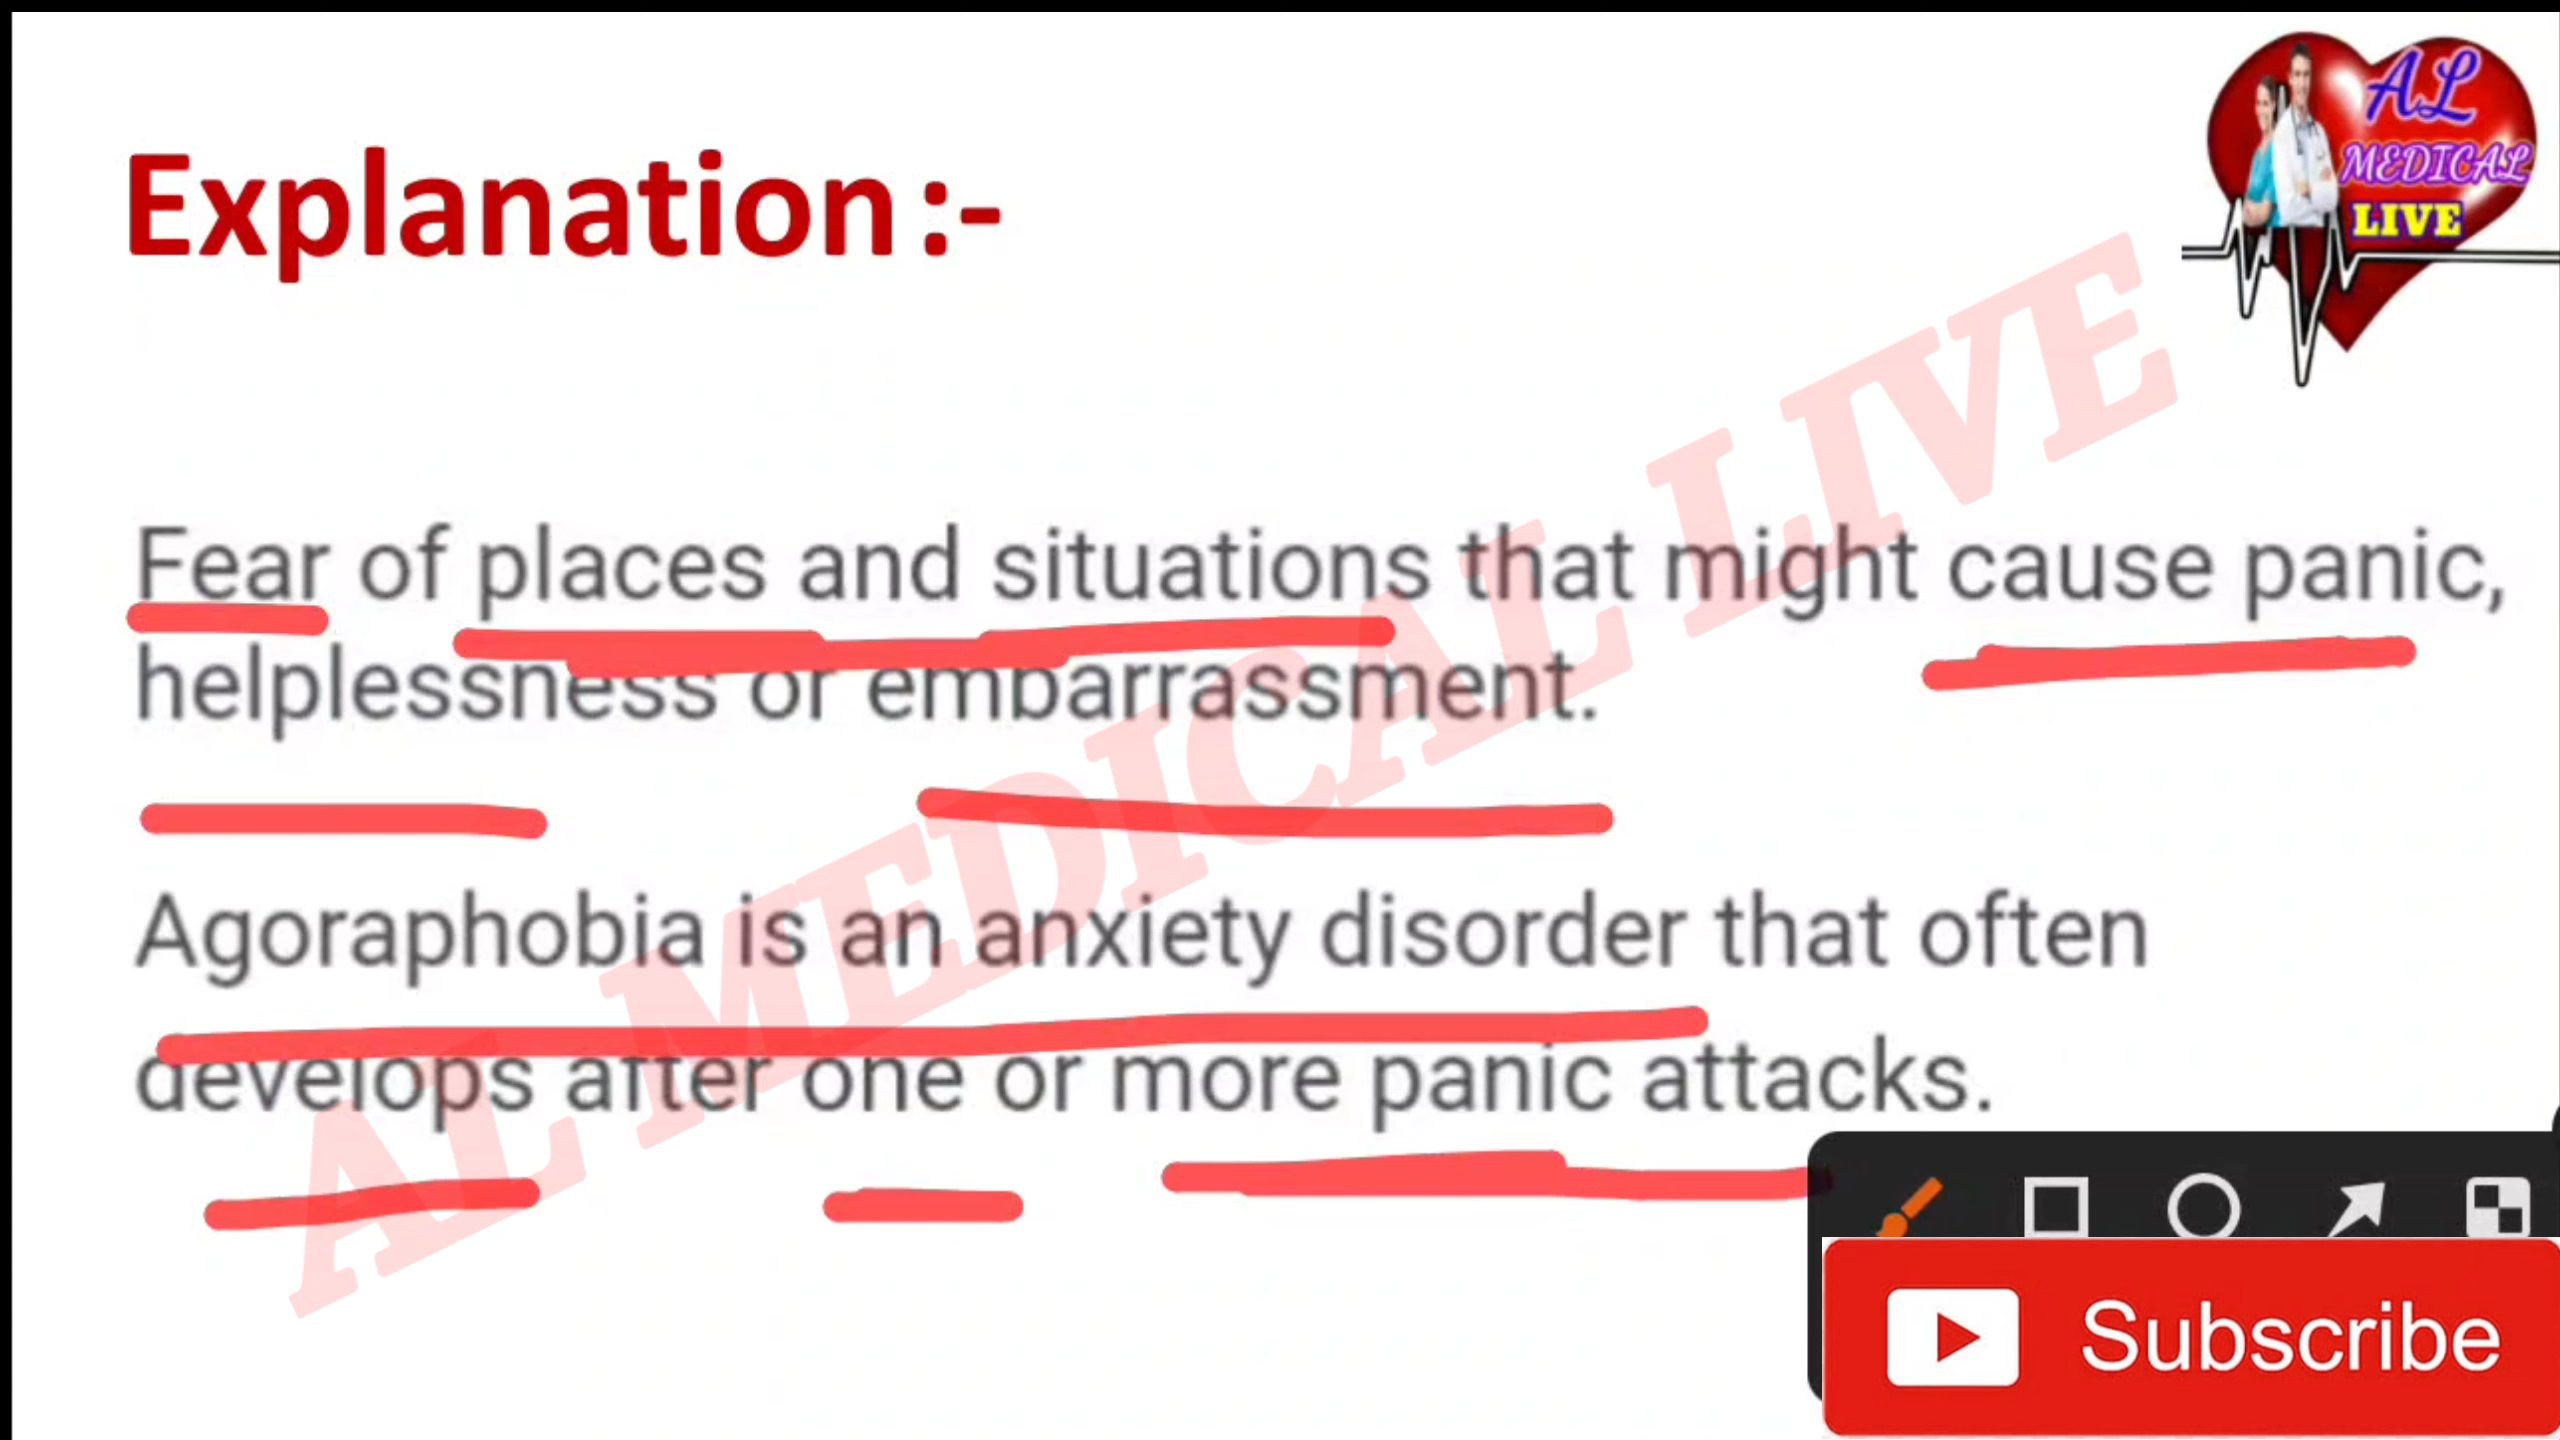 AL
MEDICAL
LIVE
Explanation :-
Fear of places and situations that might cause panic,
helplessness or embarrassment.
Agoraphobia is an anxiety disorder that often
develops after one or more panic attacks.
AL MEDICAL LIVE
Subscribe